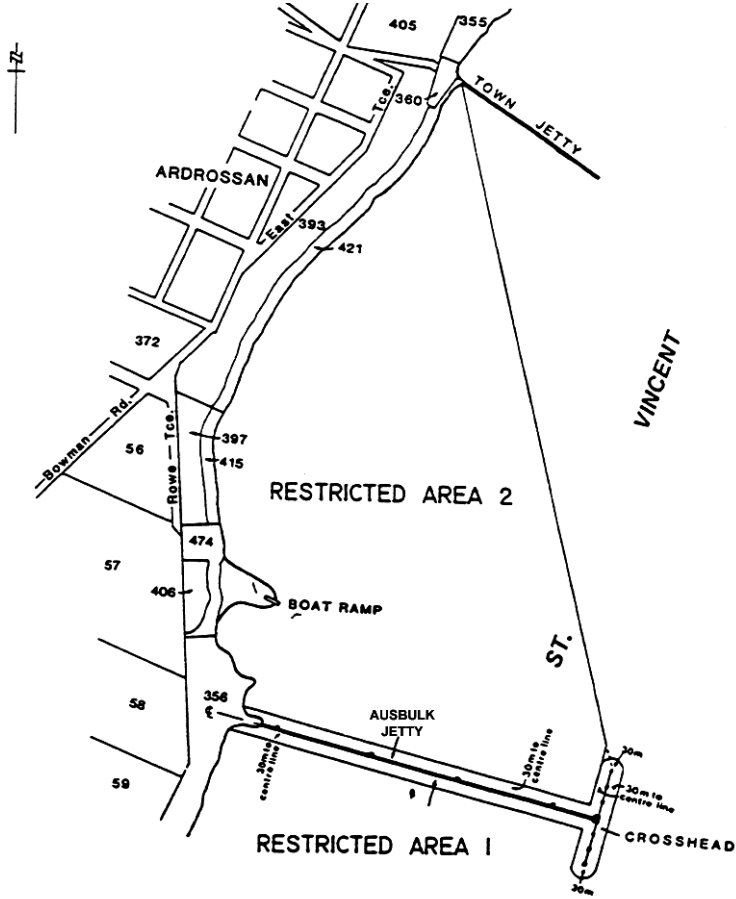 405
355
N
360
Tce.
TOWN JETTY
ARDROSSAN
393
East
421
372
VINCENT
Bowman Rd.
56
397
Rowe Tce.
415
RESTRICTED AREA 2
474
57
406
BOAT RAMP
ST.
356
58
AUSBULK
JETTY
30m to
centre line
30m to
centre line
30m
30m to
centre line
59
CROSSHEAD
RESTRICTED AREA 1
30m